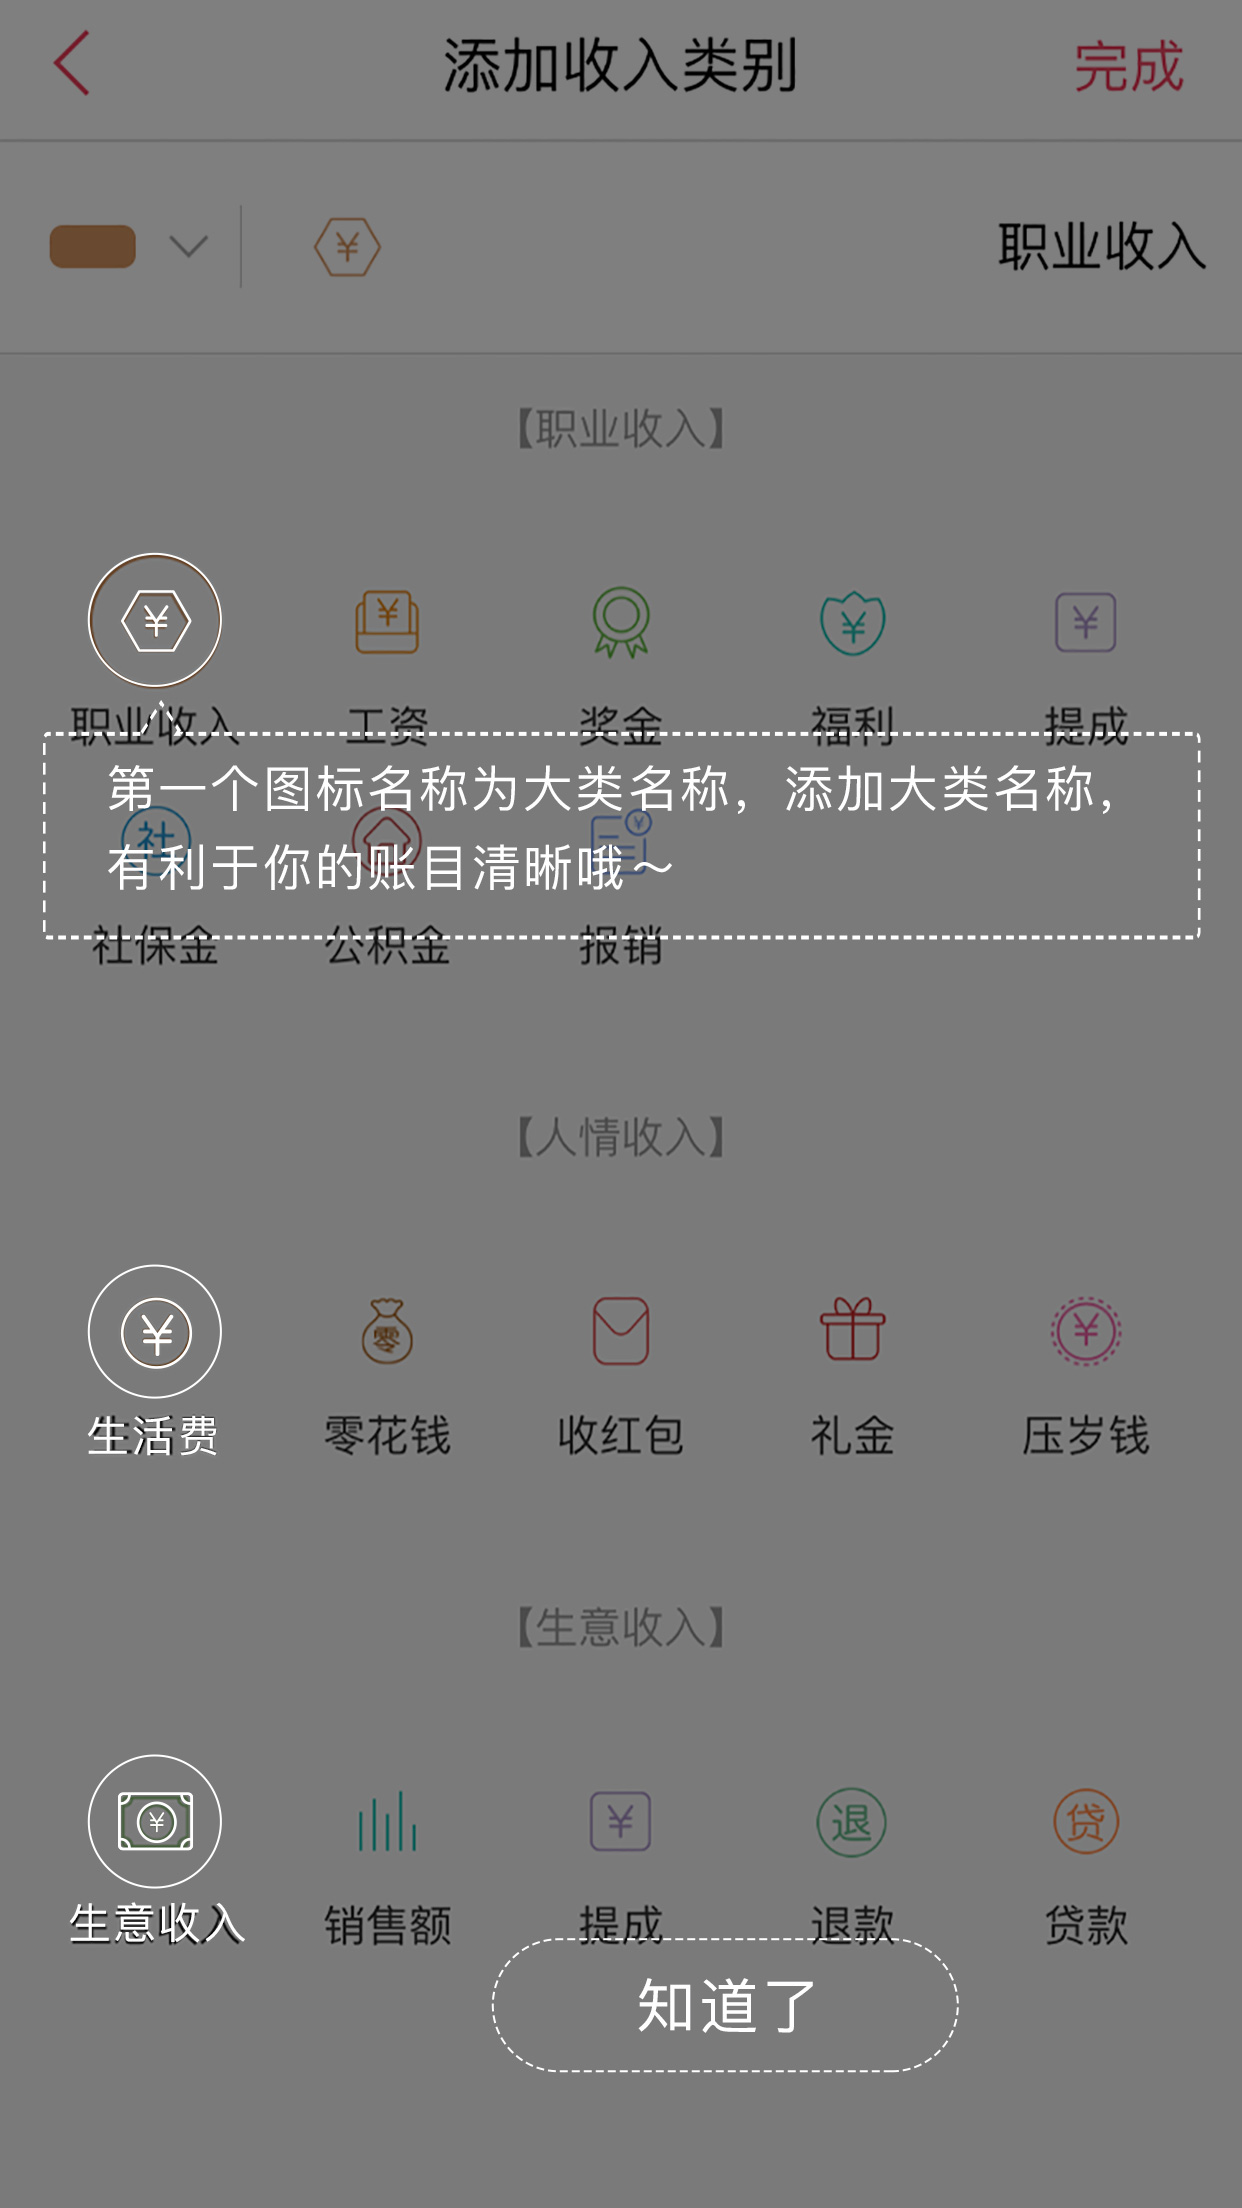 添加收入类别
完成
¥
职业收入
【职业收入】
¥ ¥ ¥ ¥
职业收入 工资 奖金 福利 提成
第一个图标名称为大类名称，添加大类名称，
有利于你的账目清晰哦～
社 ¥
社保金 公积金 报销
【人情收入】
¥ 零 ¥
生活费 零花钱 收红包 礼金 压岁钱
【生意收入】
¥ ¥ 退 贷
生意收入 销售额 提成 退款 贷款
知道了